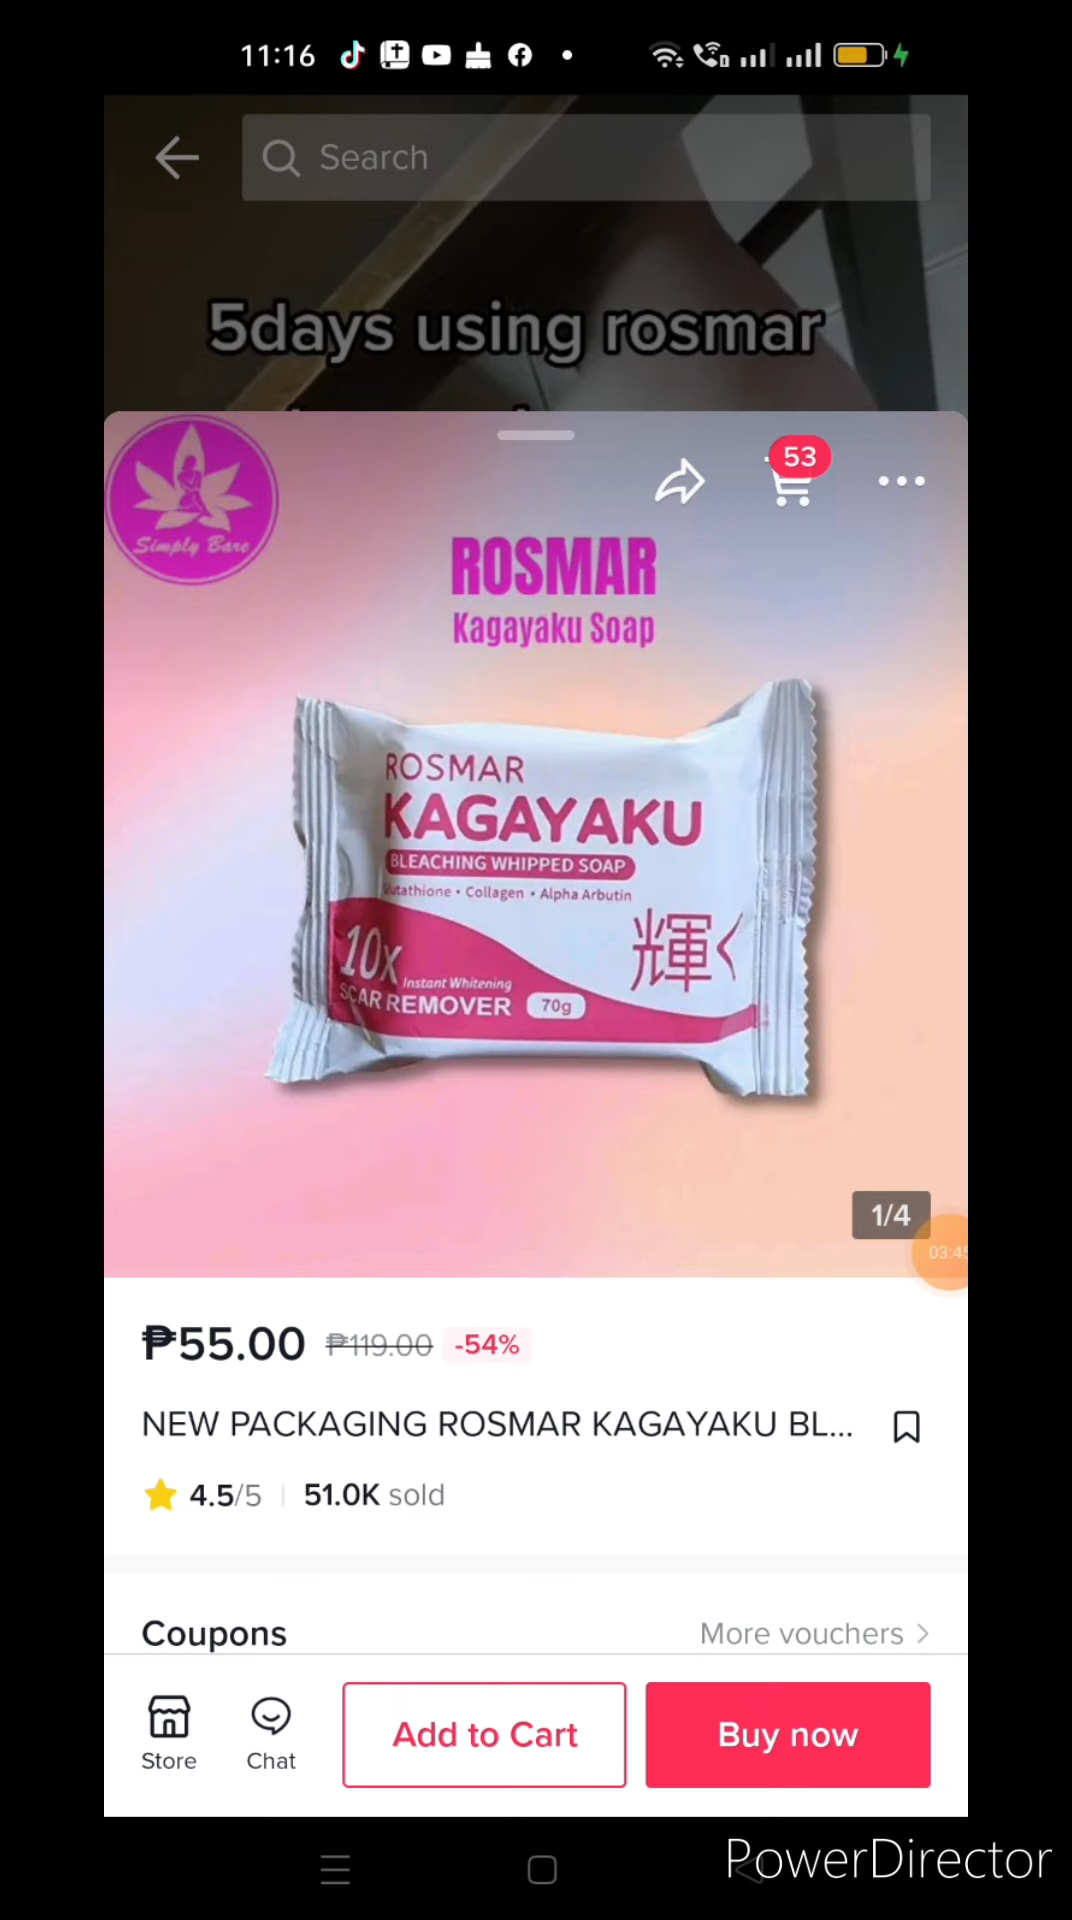 11:16
Search
5days using rosmar
53
Simply Bare
ROSMAR
Kagayaku Soap
ROSMAR
KAGAYAKU
BLEACHING WHIPPED SOAP
Glutathione • Collagen • Alpha Arbutin
10x
輝く
Instant Whitening
SCAR REMOVER
70g
1/4
03:45
₱55.00 ₱119.00 -54%
NEW PACKAGING ROSMAR KAGAYAKU BL...
4.5/5 51.0K sold
Coupons
More vouchers >
Store
Chat
Add to Cart
Buy now
PowerDirector